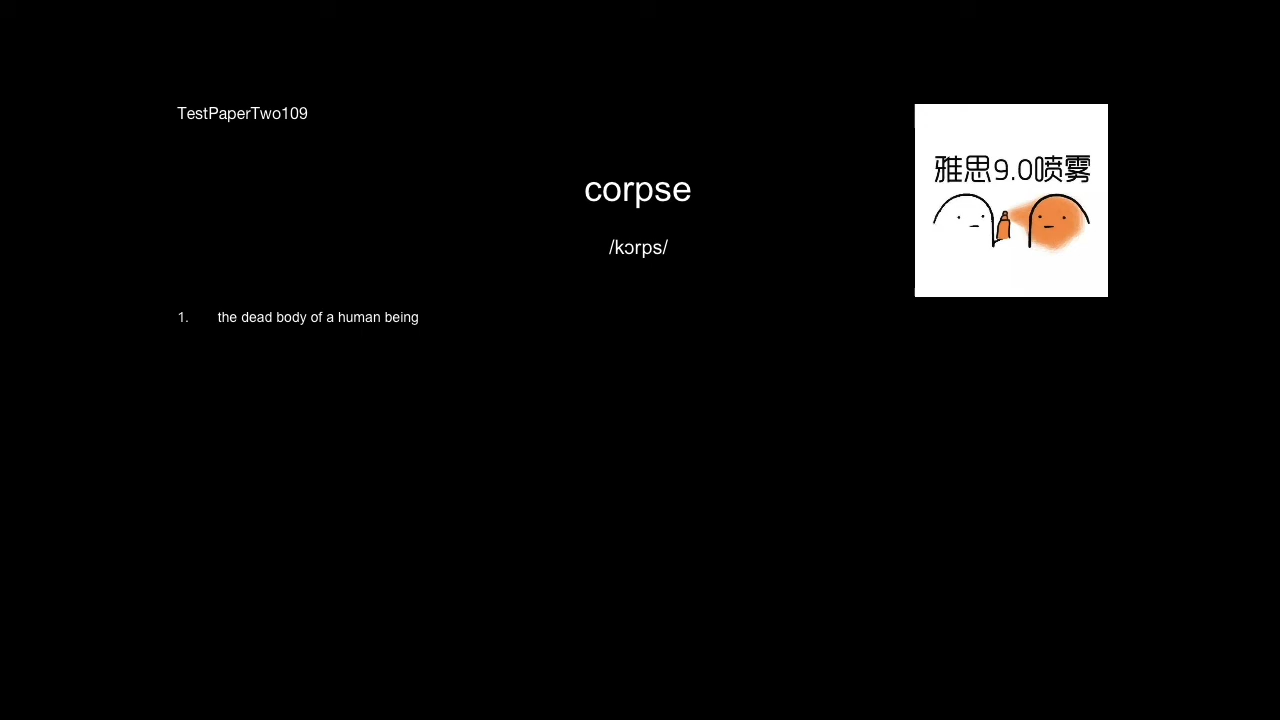 TestPaperTwo109
雅思9.0喷雾
corpse
/kɔrps/
1. the dead body of a human being